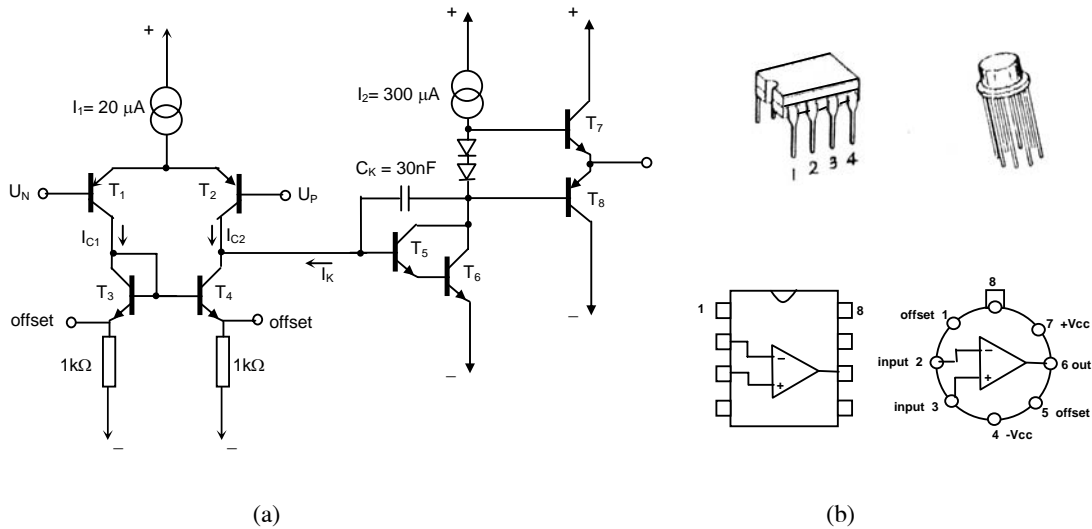 +
I₁= 20 μA
U_N
T₁
T₂
U_P
I_C1
I_C2
T₃
T₄
offset
offset
1kΩ
1kΩ
_
_
+
+
I₂= 300 μA
C_K = 30nF
T₇
T₈
T₅
T₆
I_K
_
_
(a)
1 2 3 4
1
8
-
+
8
offset 1
7 +Vcc
input 2
-
+
6 out
input 3
5 offset
4 -Vcc
(b)